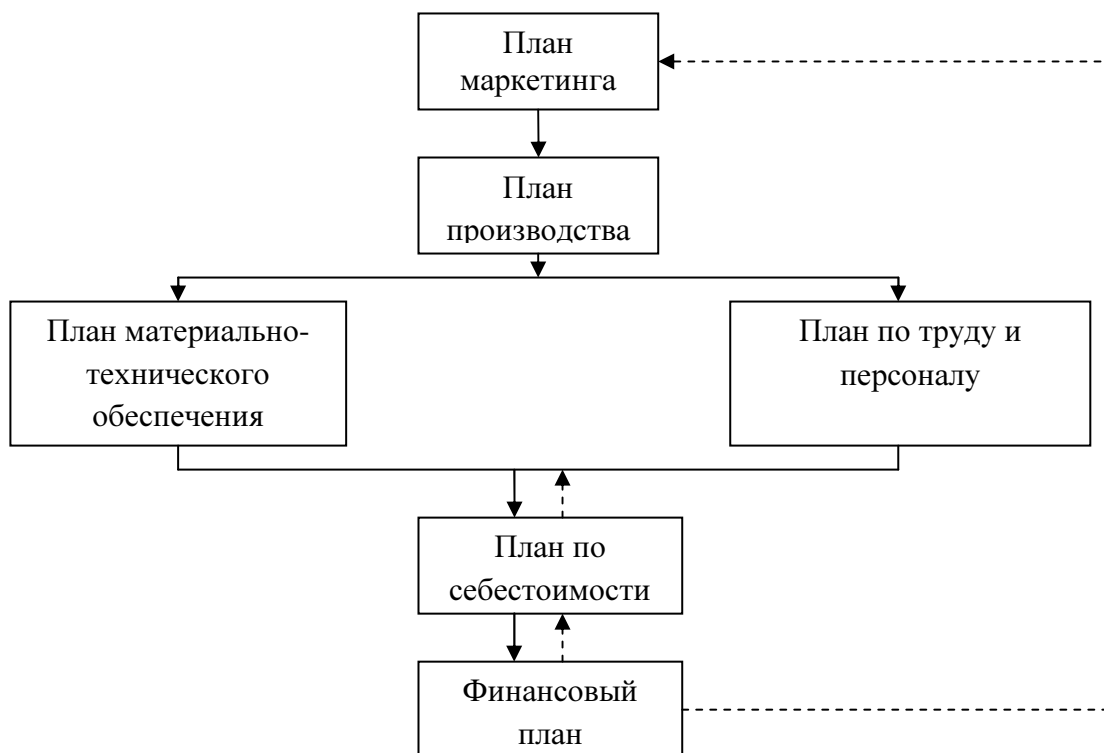 План
маркетинга
План
производства
План материально-
технического
обеспечения
План по труду и
персоналу
План по
себестоимости
Финансовый
план